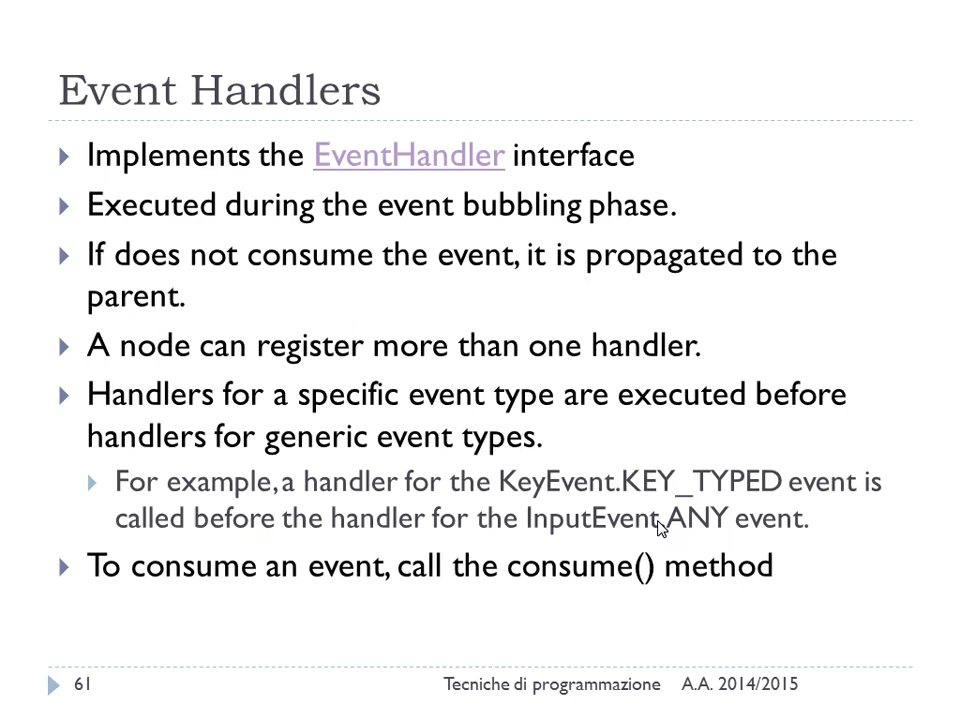 Event Handlers
Implements the EventHandler interface
Executed during the event bubbling phase.
If does not consume the event, it is propagated to the
parent.
A node can register more than one handler.
Handlers for a specific event type are executed before
handlers for generic event types.
For example, a handler for the KeyEvent.KEY_TYPED event is
called before the handler for the InputEvent.ANY event.
To consume an event, call the consume() method
61
Tecniche di programmazione A.A. 2014/2015